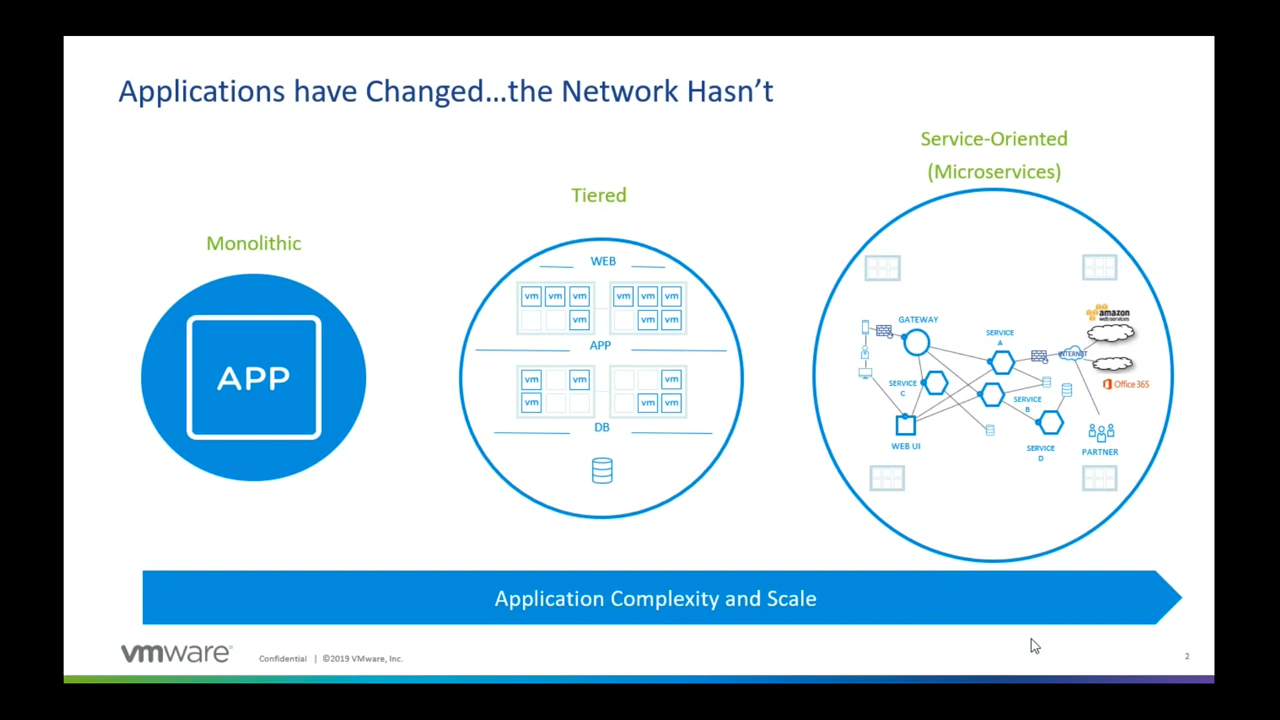 Applications have Changed...the Network Hasn't
Service-Oriented
(Microservices)
Tiered
Monolithic
APP
WEB
vm vm vm vm vm vm
vm vm vm
APP
vm vm vm
vm vm vm
DB
GATEWAY
SERVICE
A
SERVICE
C
SERVICE
B
WEB UI
SERVICE
D
INTERNET
amazon
webservices
Office 365
PARTNER
Application Complexity and Scale
vmware®
Confidential | ©2019 VMware, Inc.
2